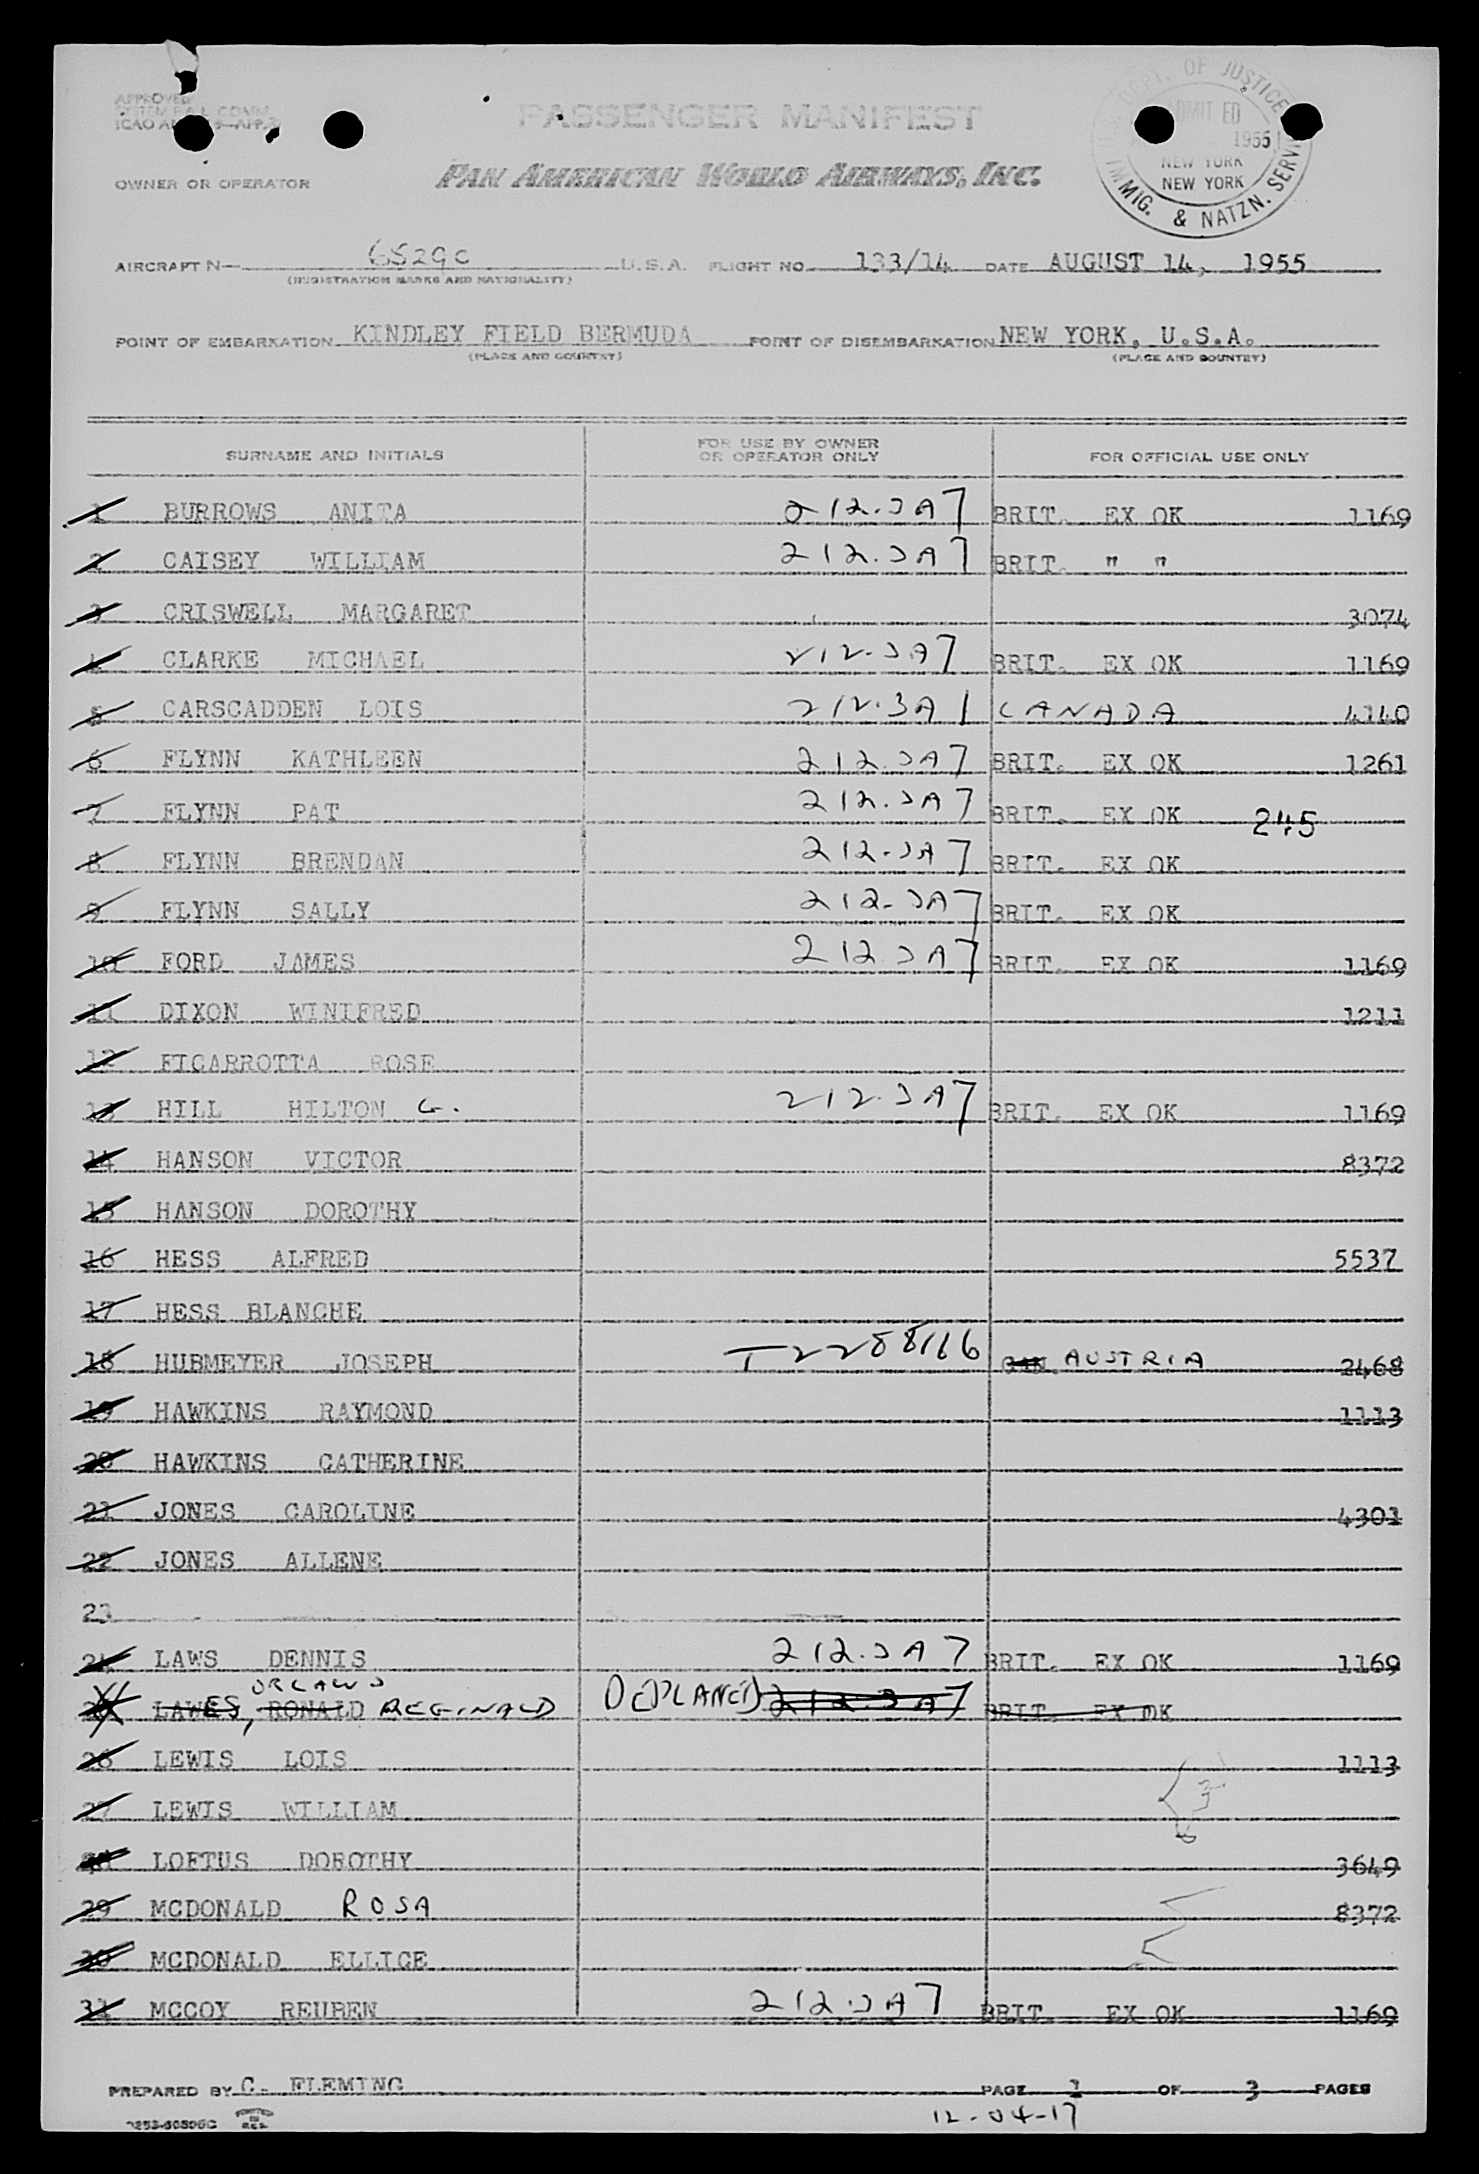 APPROVED
PASSENGER MANIFEST
U.S. DEPT. OF JUSTICE
ADMITTED
1955
NEW YORK
NEW YORK
IMMIG. & NATZN. SERVICE
OWNER OR OPERATOR PAN AMERICAN WORLD AIRWAYS, INC.
AIRCRAFT N— 6529C U.S.A. FLIGHT NO. 133/14 DATE AUGUST 14, 1955
(REGISTRATION MARKS AND NATIONALITY)
POINT OF EMBARKATION KINDLEY FIELD BERMUDA POINT OF DISEMBARKATION NEW YORK, U.S.A.
(PLACE AND COUNTRY) (PLACE AND COUNTRY)
SURNAME AND INITIALS FOR USE BY OWNER OR OPERATOR ONLY FOR OFFICIAL USE ONLY
1 BURROWS ANITA 212.3A7 BRIT. EX OK 1169
2 CAISEY WILLIAM 212.3A7 BRIT. " "
3 CRISWELL MARGARET 3074
4 CLARKE MICHAEL 212.3A7 BRIT. EX OK 1169
5 CARSCADDEN LOIS 212.3A1 CANADA 4140
6 FLYNN KATHLEEN 212.3A7 BRIT. EX OK 1261
7 FLYNN PAT 212.3A7 BRIT. EX OK 245
8 FLYNN BRENDAN 212.3A7 BRIT. EX OK
9 FLYNN SALLY 212.3A7 BRIT. EX OK
10 FORD JAMES 212.3A7 BRIT. EX OK 1169
11 DIXON WINIFRED 1211
12 FICARROTTA ROSE
13 HILL HILTON G. 212.3A7 BRIT. EX OK 1169
14 HANSON VICTOR 8372
15 HANSON DOROTHY
16 HESS ALFRED 5537
17 HESS BLANCHE
18 HUBMEYER JOSEPH T2288166 AUSTRIA 2468
19 HAWKINS RAYMOND 1113
20 HAWKINS CATHERINE
21 JONES CAROLINE 4301
22 JONES ALLENE
23
24 LAWS DENNIS 212.3A7 BRIT. EX OK 1169
OR LAWS
25 LAWES, RONALD REGINALD DEPLANED 212.3A7 BRIT. EX OK
26 LEWIS LOIS 1113
27 LEWIS WILLIAM 3
28 LOFTUS DOROTHY 3649
29 MCDONALD ROSA 8372
30 MCDONALD ELLICE
31 MCCOY REUBEN 212.3A7 BRIT. EX OK 1169
PREPARED BY C. FLEMING PAGE 1 OF 3 PAGES
12-04-17